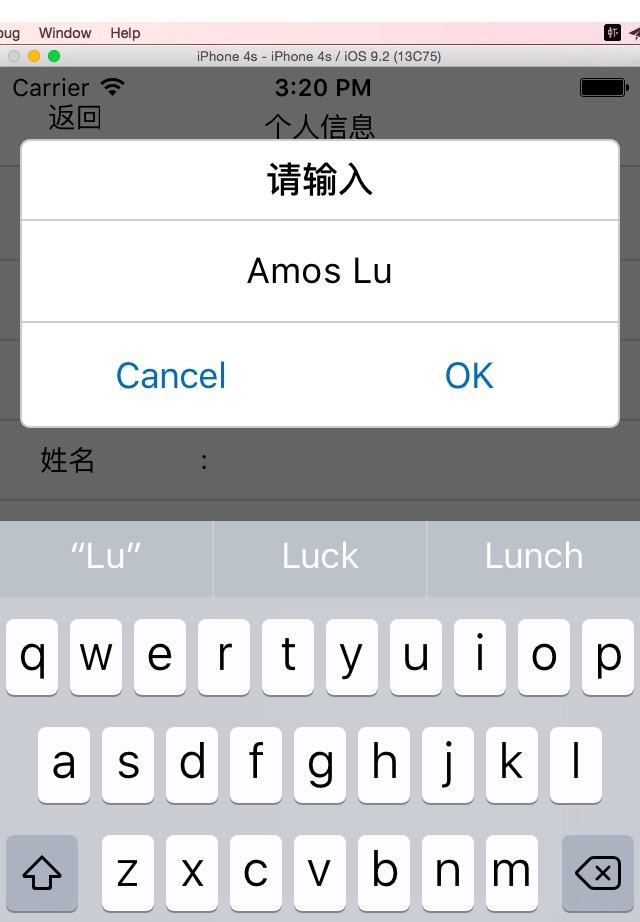 Window Help
iPhone 4s - iPhone 4s / iOS 9.2 (13C75)
Carrier 3:20 PM
返回 个人信息
请输入
Amos Lu
Cancel OK
姓名 :
“Lu” Luck Lunch
q w e r t y u i o p
a s d f g h j k l
z x c v b n m